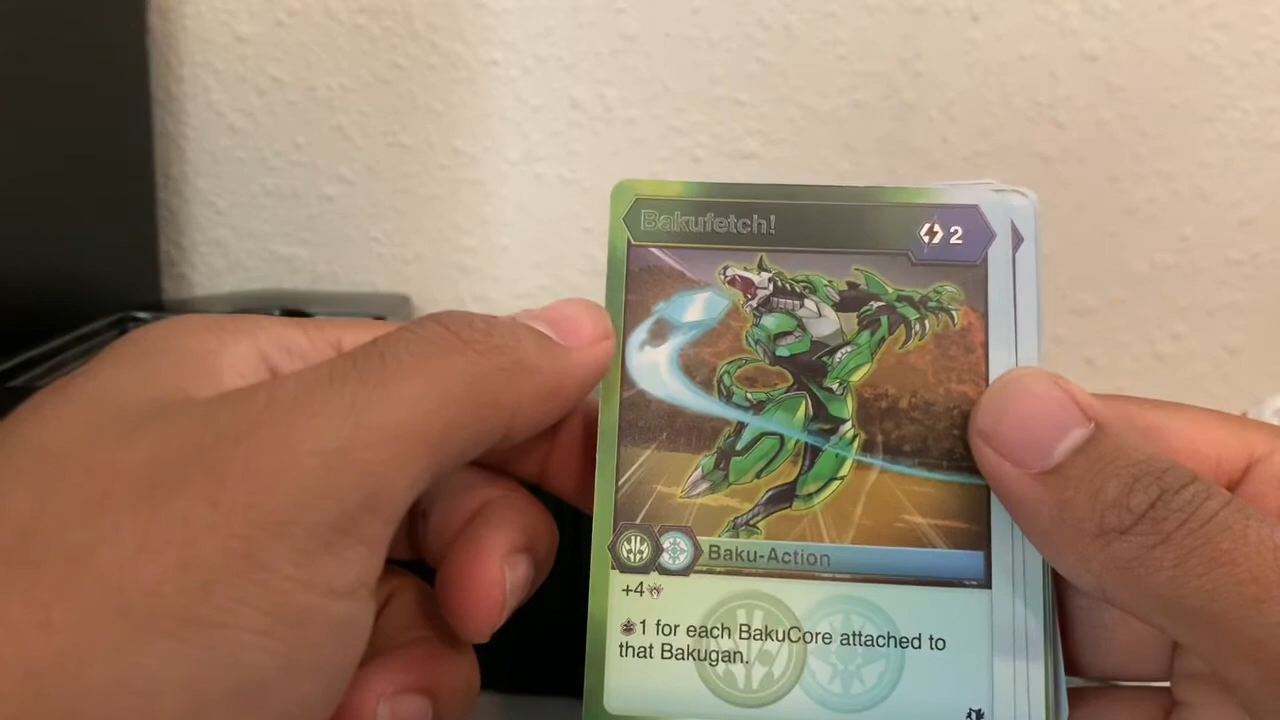 Bakufetch!
2
Baku-Action
+4
1 for each BakuCore attached to
that Bakugan.